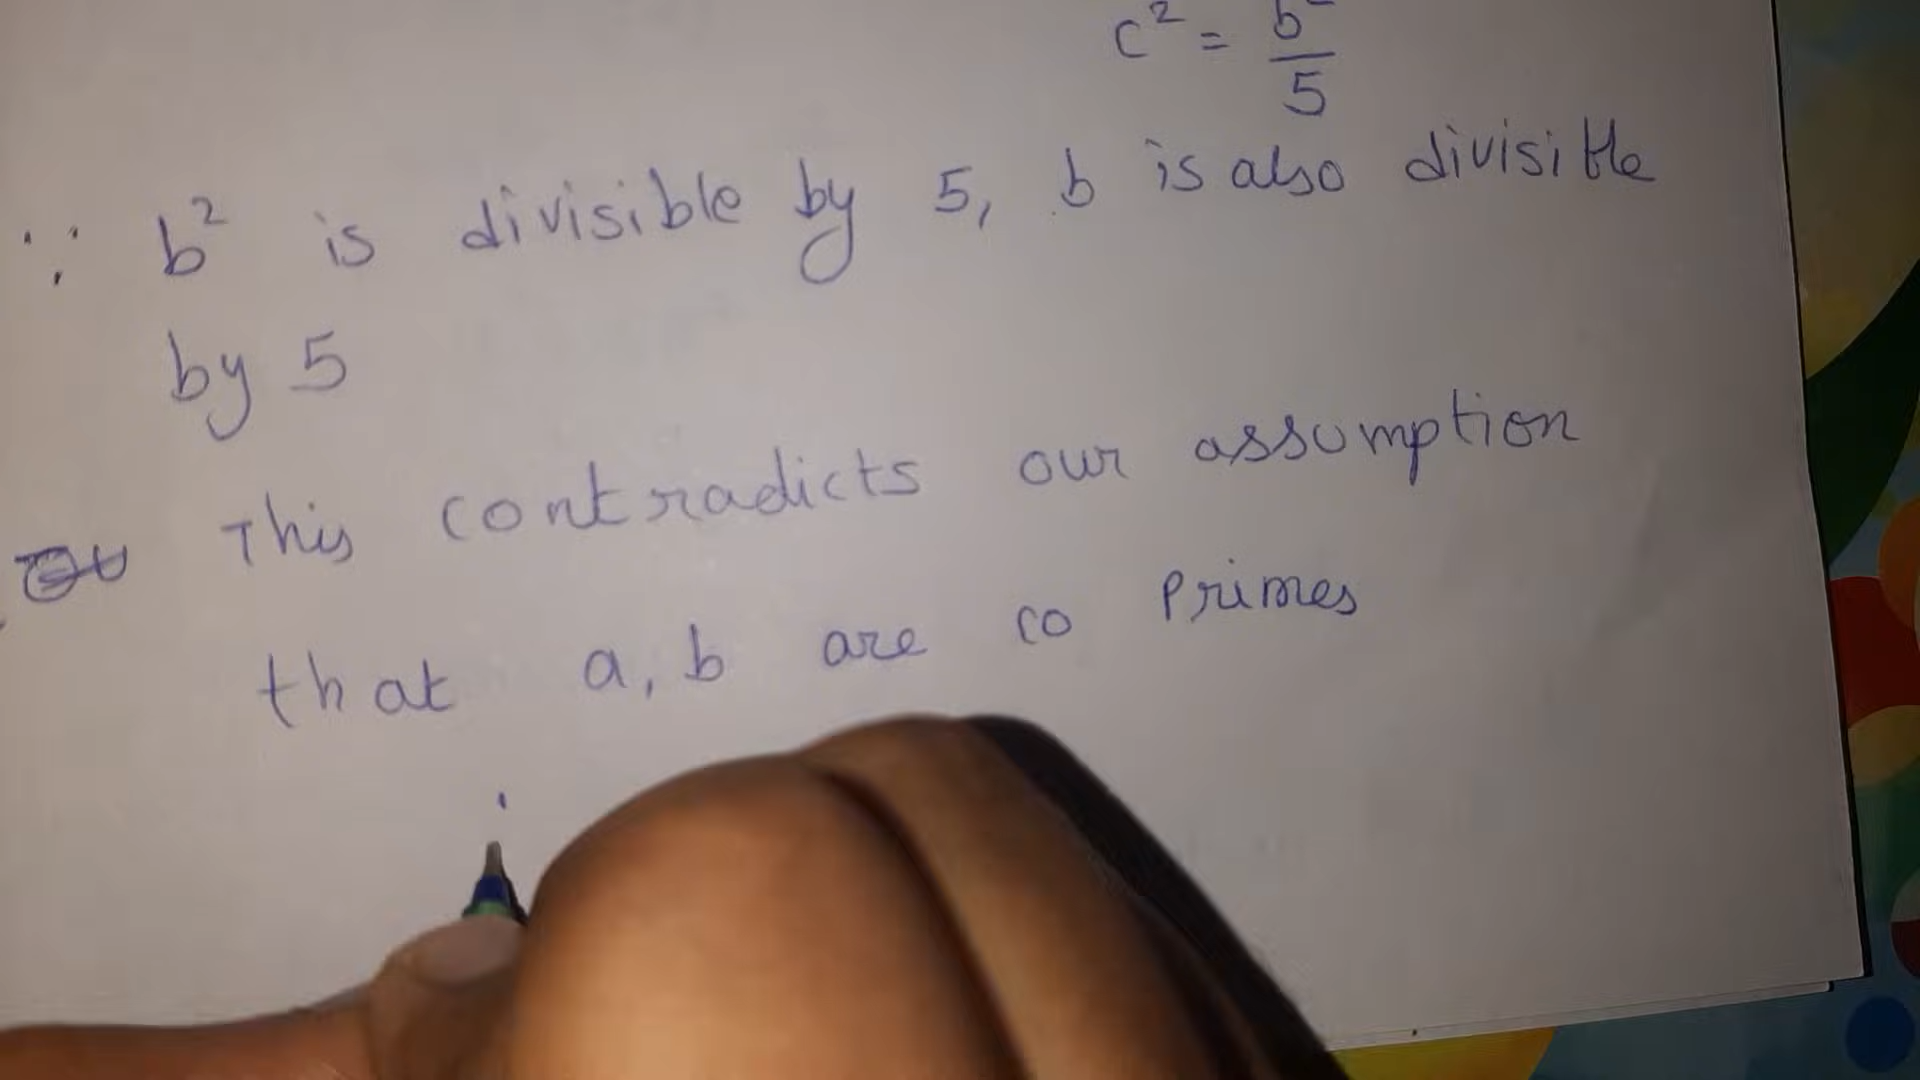 c² = b²/5
∵ b² is divisible by 5, b is also divisible
by 5
This contradicts our assumption
that a, b are co primes